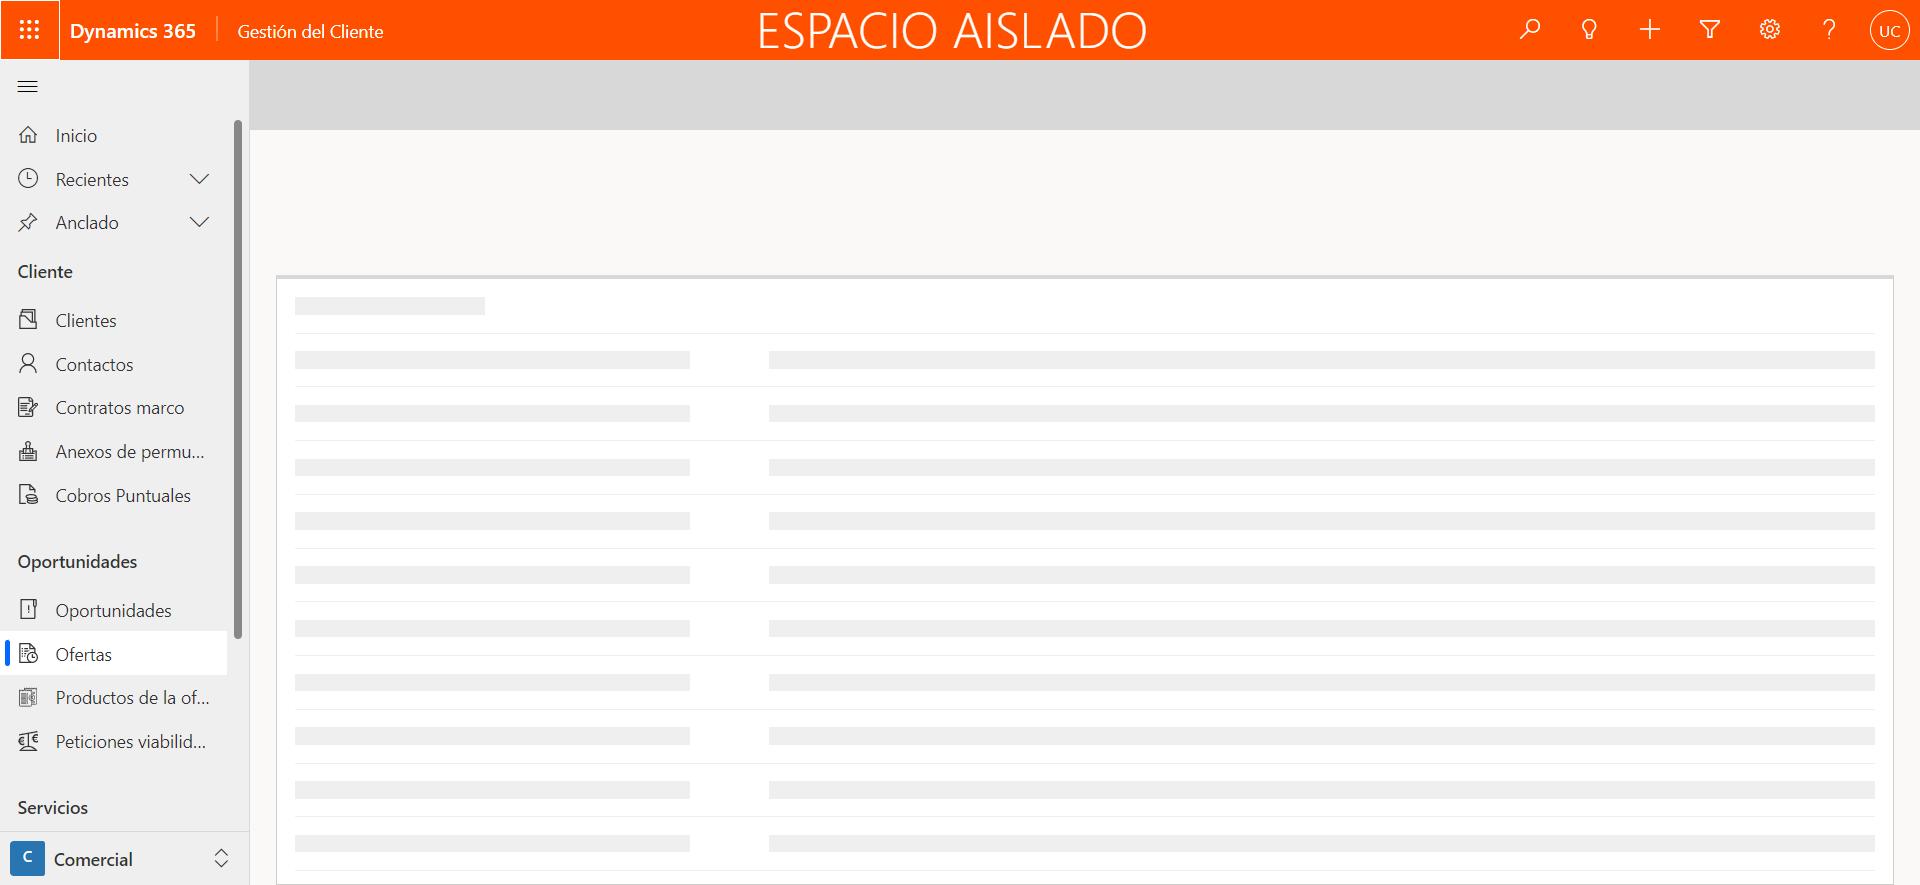 Dynamics 365
Gestión del Cliente
ESPACIO AISLADO
UC
Inicio
Recientes
Anclado
Cliente
Clientes
Contactos
Contratos marco
Anexos de permu...
Cobros Puntuales
Oportunidades
Oportunidades
Ofertas
Productos de la of...
Peticiones viabilid...
Servicios
C
Comercial